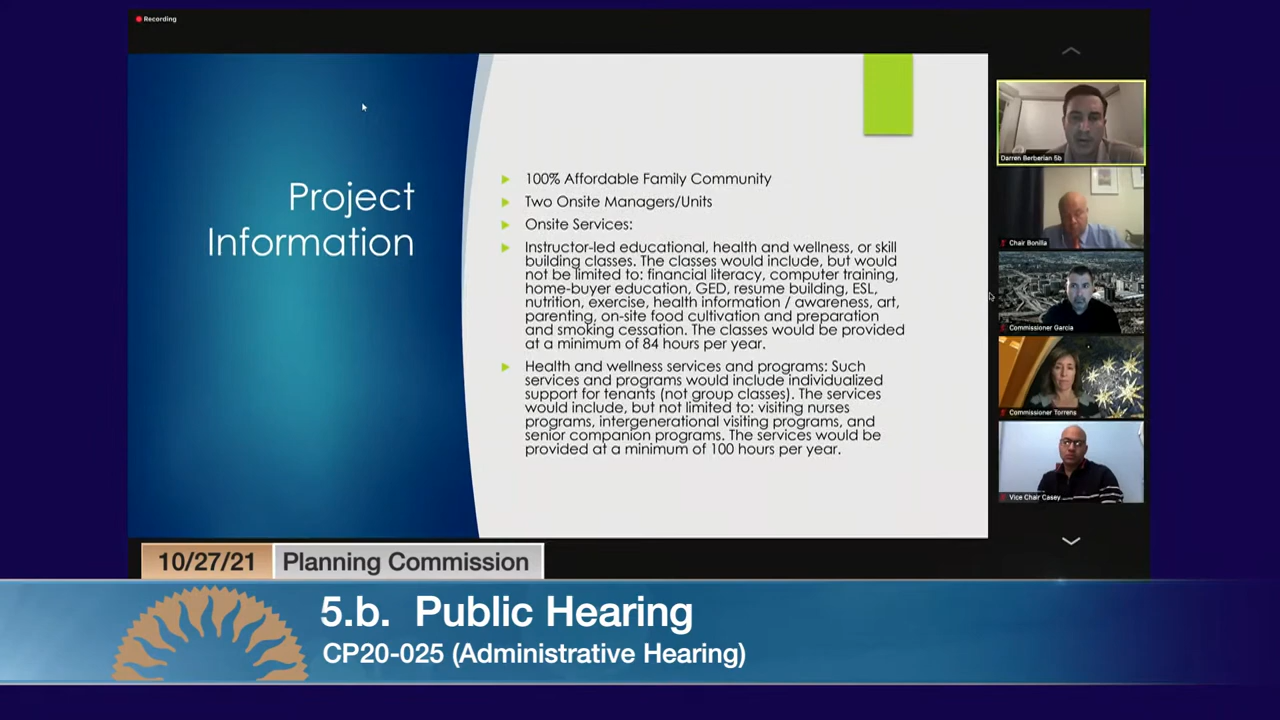 Recording
Project
Information
100% Affordable Family Community
Two Onsite Managers/Units
Onsite Services:
Instructor-led educational, health and wellness, or skill
building classes. The classes would include, but would
not be limited to: financial literacy, computer training,
home-buyer education, GED, resume building, ESL,
nutrition, exercise, health information / awareness, art,
parenting, on-site food cultivation and preparation
and smoking cessation. The classes would be provided
at a minimum of 84 hours per year.
Health and wellness services and programs: Such
services and programs would include individualized
support for tenants (not group classes). The services
would include, but not limited to: visiting nurses
programs, intergenerational visiting programs, and
senior companion programs. The services would be
provided at a minimum of 100 hours per year.
Darren Berberian 5b
Chair Bonilla
Commissioner Garcia
Commissioner Torrens
Vice Chair Casey
10/27/21 Planning Commission
5.b. Public Hearing
CP20-025 (Administrative Hearing)